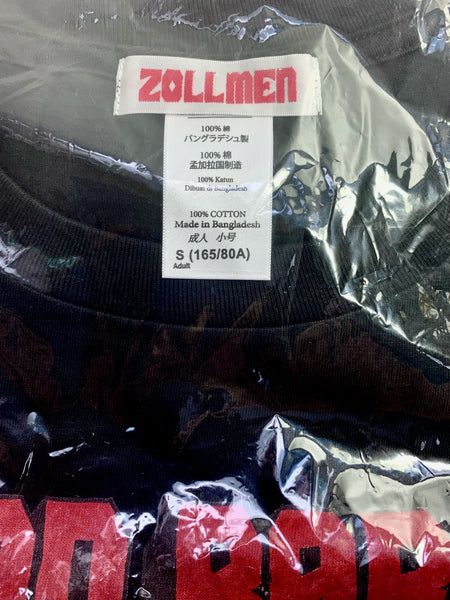 ZOLLMEN
100% 綿
バングラデシュ製
100% 棉
孟加拉国制造
100% Katun
Dibuat di Bangladesh
100% COTTON
Made in Bangladesh
成人 小号
S (165/80A)
Adult